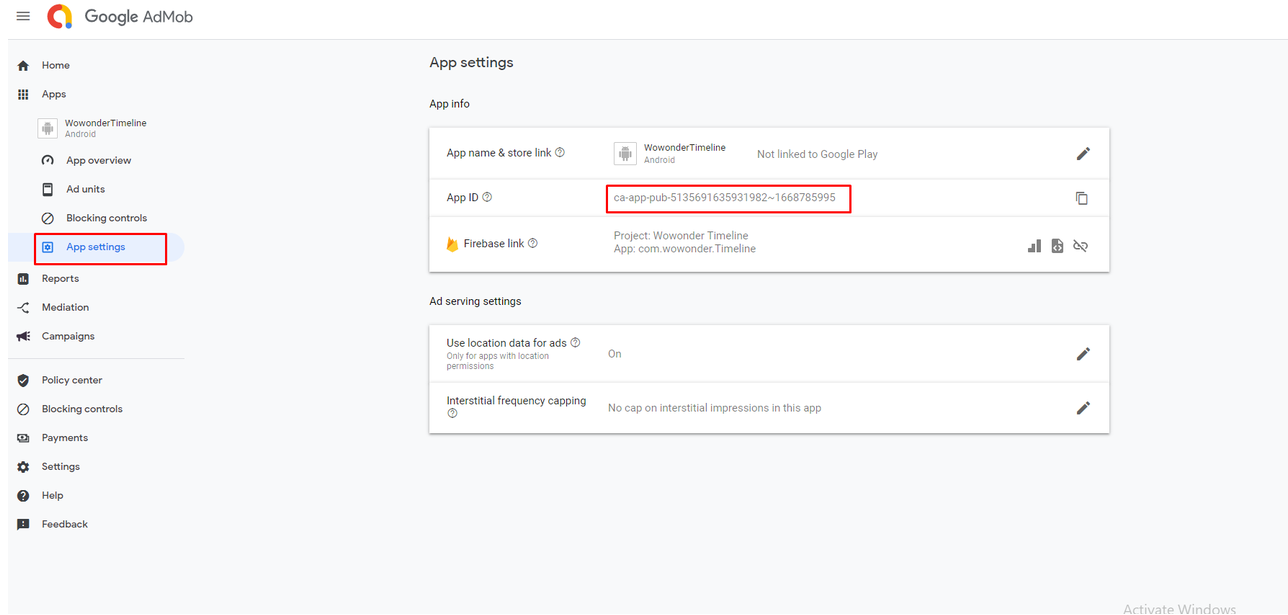 Google AdMob
Home
Apps
WowonderTimeline
Android
App overview
Ad units
Blocking controls
App settings
Reports
Mediation
Campaigns
Policy center
Blocking controls
Payments
Settings
Help
Feedback
App settings
App info
App name & store link
WowonderTimeline
Android
Not linked to Google Play
App ID
ca-app-pub-5135691635931982~1668785995
Firebase link
Project: Wowonder Timeline
App: com.wowonder.Timeline
Ad serving settings
Use location data for ads
Only for apps with location
permissions
On
Interstitial frequency capping
No cap on interstitial impressions in this app
Activate Windows